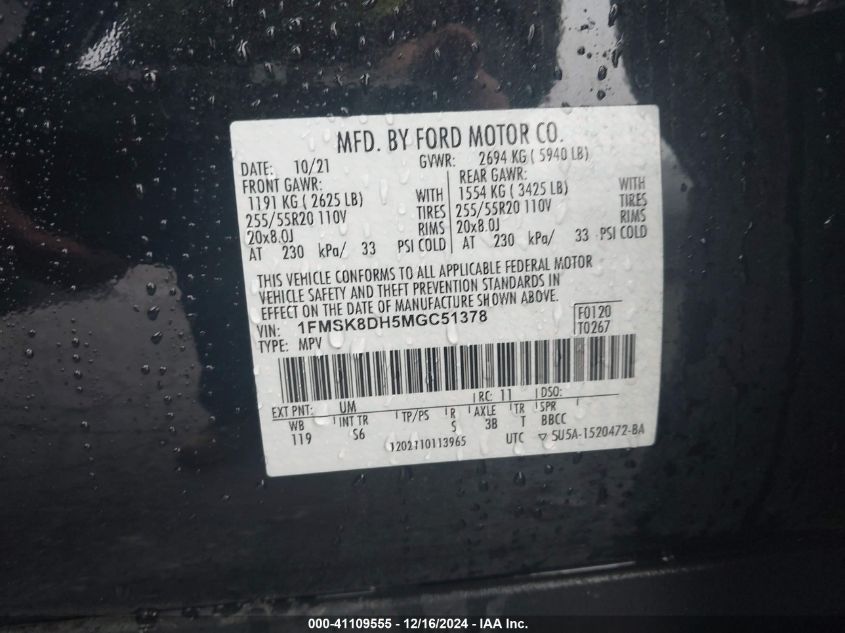 MFD. BY FORD MOTOR CO.
DATE: 10/21 GVWR: 2694 KG ( 5940 LB)
FRONT GAWR: REAR GAWR:
1191 KG ( 2625 LB) WITH 1554 KG ( 3425 LB) WITH
255/55R20 110V TIRES 255/55R20 110V TIRES
20x8.0J RIMS 20x8.0J RIMS
AT 230 kPa/ 33 PSI COLD AT 230 kPa/ 33 PSI COLD
THIS VEHICLE CONFORMS TO ALL APPLICABLE FEDERAL MOTOR
VEHICLE SAFETY AND THEFT PREVENTION STANDARDS IN
EFFECT ON THE DATE OF MANUFACTURE SHOWN ABOVE.
VIN: 1FMSK8DH5MGC51378 F0120
TYPE: MPV T0267
EXT PNT: UM RC: 11 DSO:
WB INT TR TP/PS R AXLE TR SPR
119 S6 S 3B T BBCC
1202110113965 UTC ▽ SU5A-1520472-BA
000-41109555 - 12/16/2024 - IAA Inc.